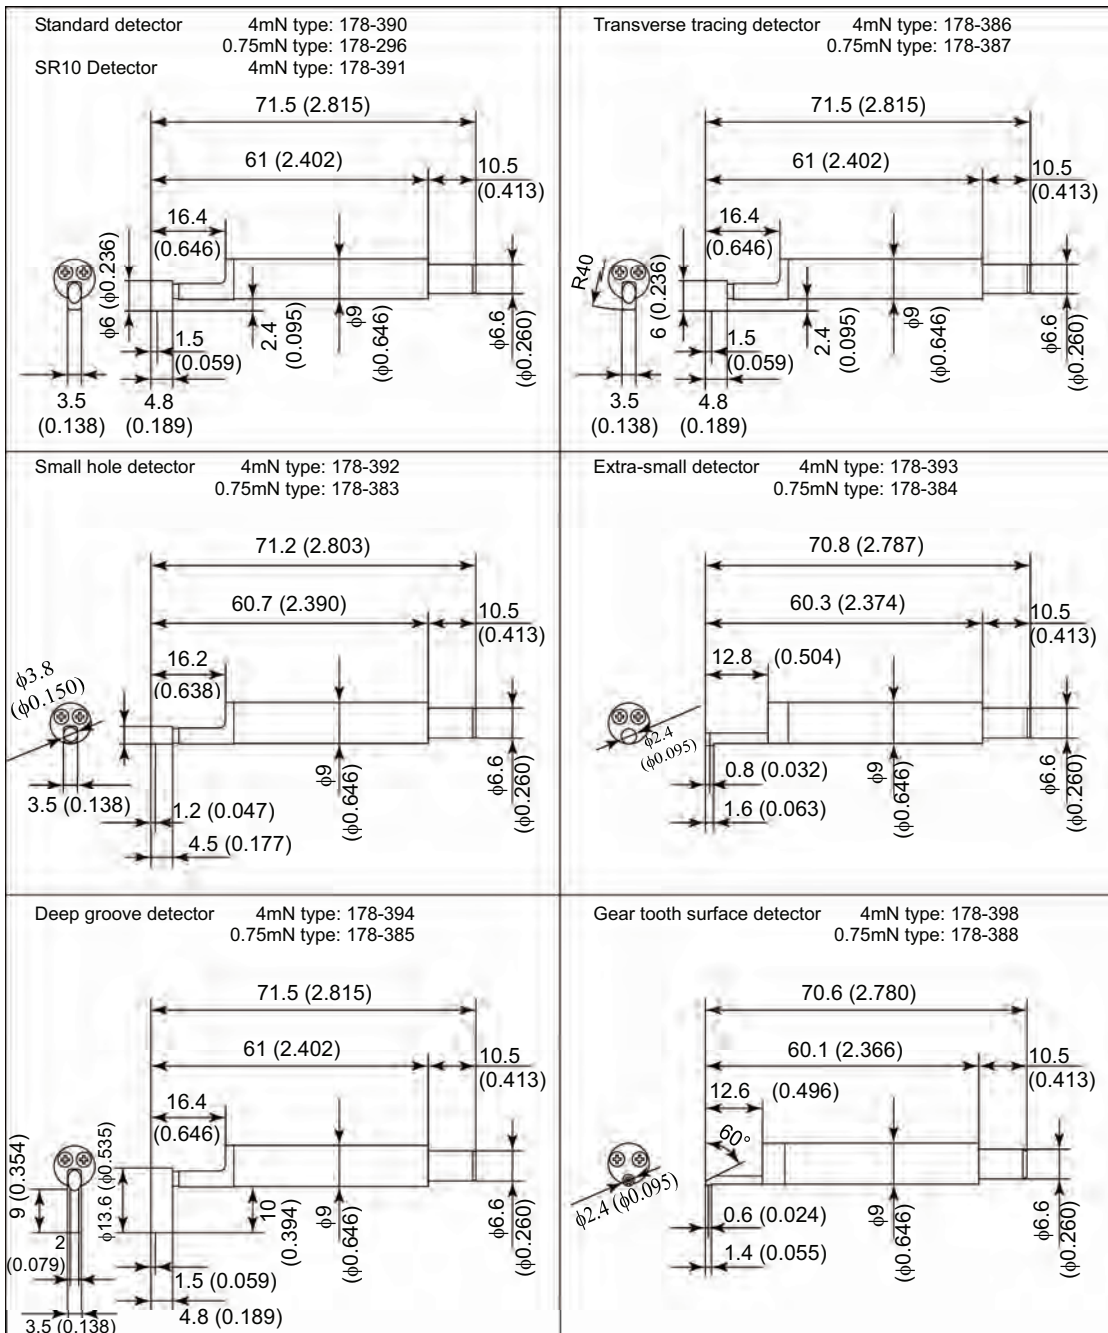 Standard detector 4mN type: 178-390
0.75mN type: 178-296
SR10 Detector 4mN type: 178-391
71.5 (2.815)
61 (2.402)
10.5
(0.413)
16.4
(0.646)
ϕ6 (ϕ0.236)
2.4
(0.095)
ϕ9
(ϕ0.646)
ϕ6.6
(ϕ0.260)
1.5
(0.059)
3.5
(0.138)
4.8
(0.189)
Transverse tracing detector 4mN type: 178-386
0.75mN type: 178-387
71.5 (2.815)
61 (2.402)
10.5
(0.413)
16.4
(0.646)
R40
6 (0.236)
2.4
(0.095)
ϕ9
(ϕ0.646)
ϕ6.6
(ϕ0.260)
1.5
(0.059)
3.5
(0.138)
4.8
(0.189)
Small hole detector 4mN type: 178-392
0.75mN type: 178-383
71.2 (2.803)
60.7 (2.390)
10.5
(0.413)
16.2
(0.638)
ϕ3.8
(ϕ0.150)
ϕ9
(ϕ0.646)
ϕ6.6
(ϕ0.260)
3.5 (0.138)
1.2 (0.047)
4.5 (0.177)
Extra-small detector 4mN type: 178-393
0.75mN type: 178-384
70.8 (2.787)
60.3 (2.374)
10.5
(0.413)
12.8 (0.504)
ϕ2.4
(ϕ0.095)
ϕ9
(ϕ0.646)
ϕ6.6
(ϕ0.260)
0.8 (0.032)
1.6 (0.063)
Deep groove detector 4mN type: 178-394
0.75mN type: 178-385
71.5 (2.815)
61 (2.402)
10.5
(0.413)
16.4
(0.646)
9 (0.354)
ϕ13.6 (ϕ0.535)
10
(0.394)
ϕ9
(ϕ0.646)
ϕ6.6
(ϕ0.260)
2
(0.079)
1.5 (0.059)
4.8 (0.189)
3.5 (0.138)
Gear tooth surface detector 4mN type: 178-398
0.75mN type: 178-388
70.6 (2.780)
60.1 (2.366)
10.5
(0.413)
12.6 (0.496)
60°
ϕ2.4 (ϕ0.095)
ϕ9
(ϕ0.646)
ϕ6.6
(ϕ0.260)
0.6 (0.024)
1.4 (0.055)